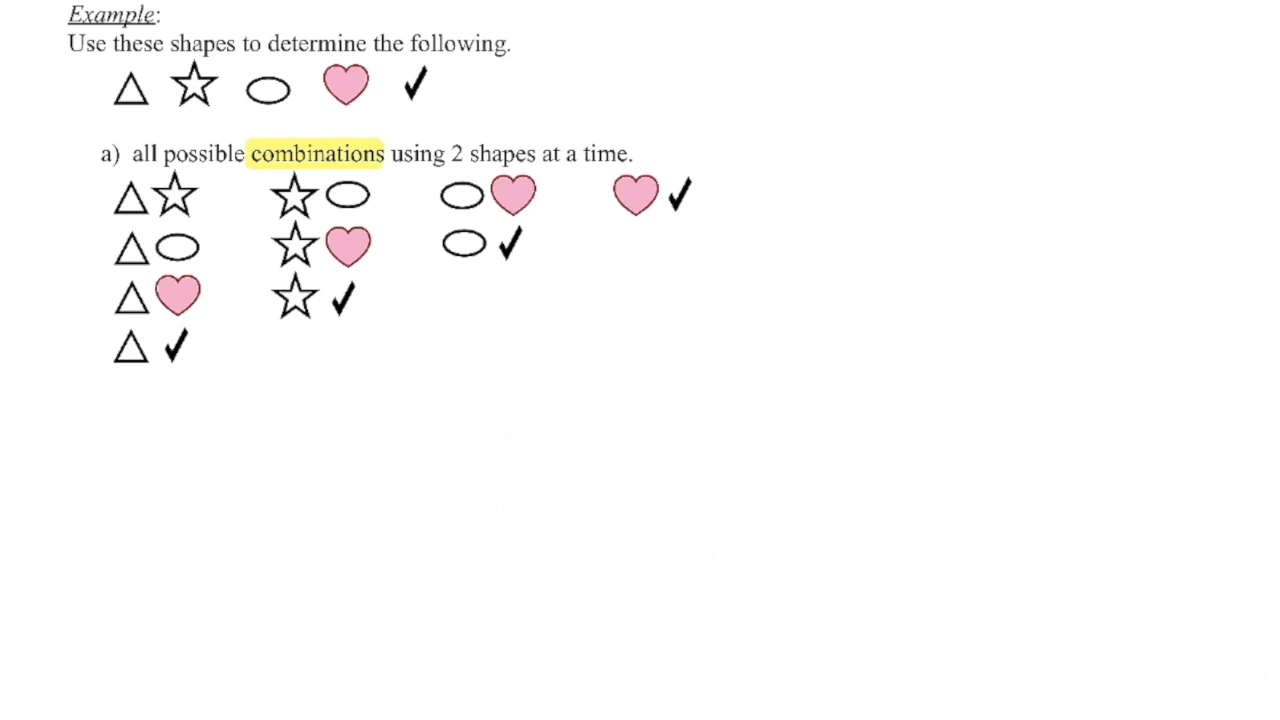 Example:
Use these shapes to determine the following.
a) all possible combinations using 2 shapes at a time.